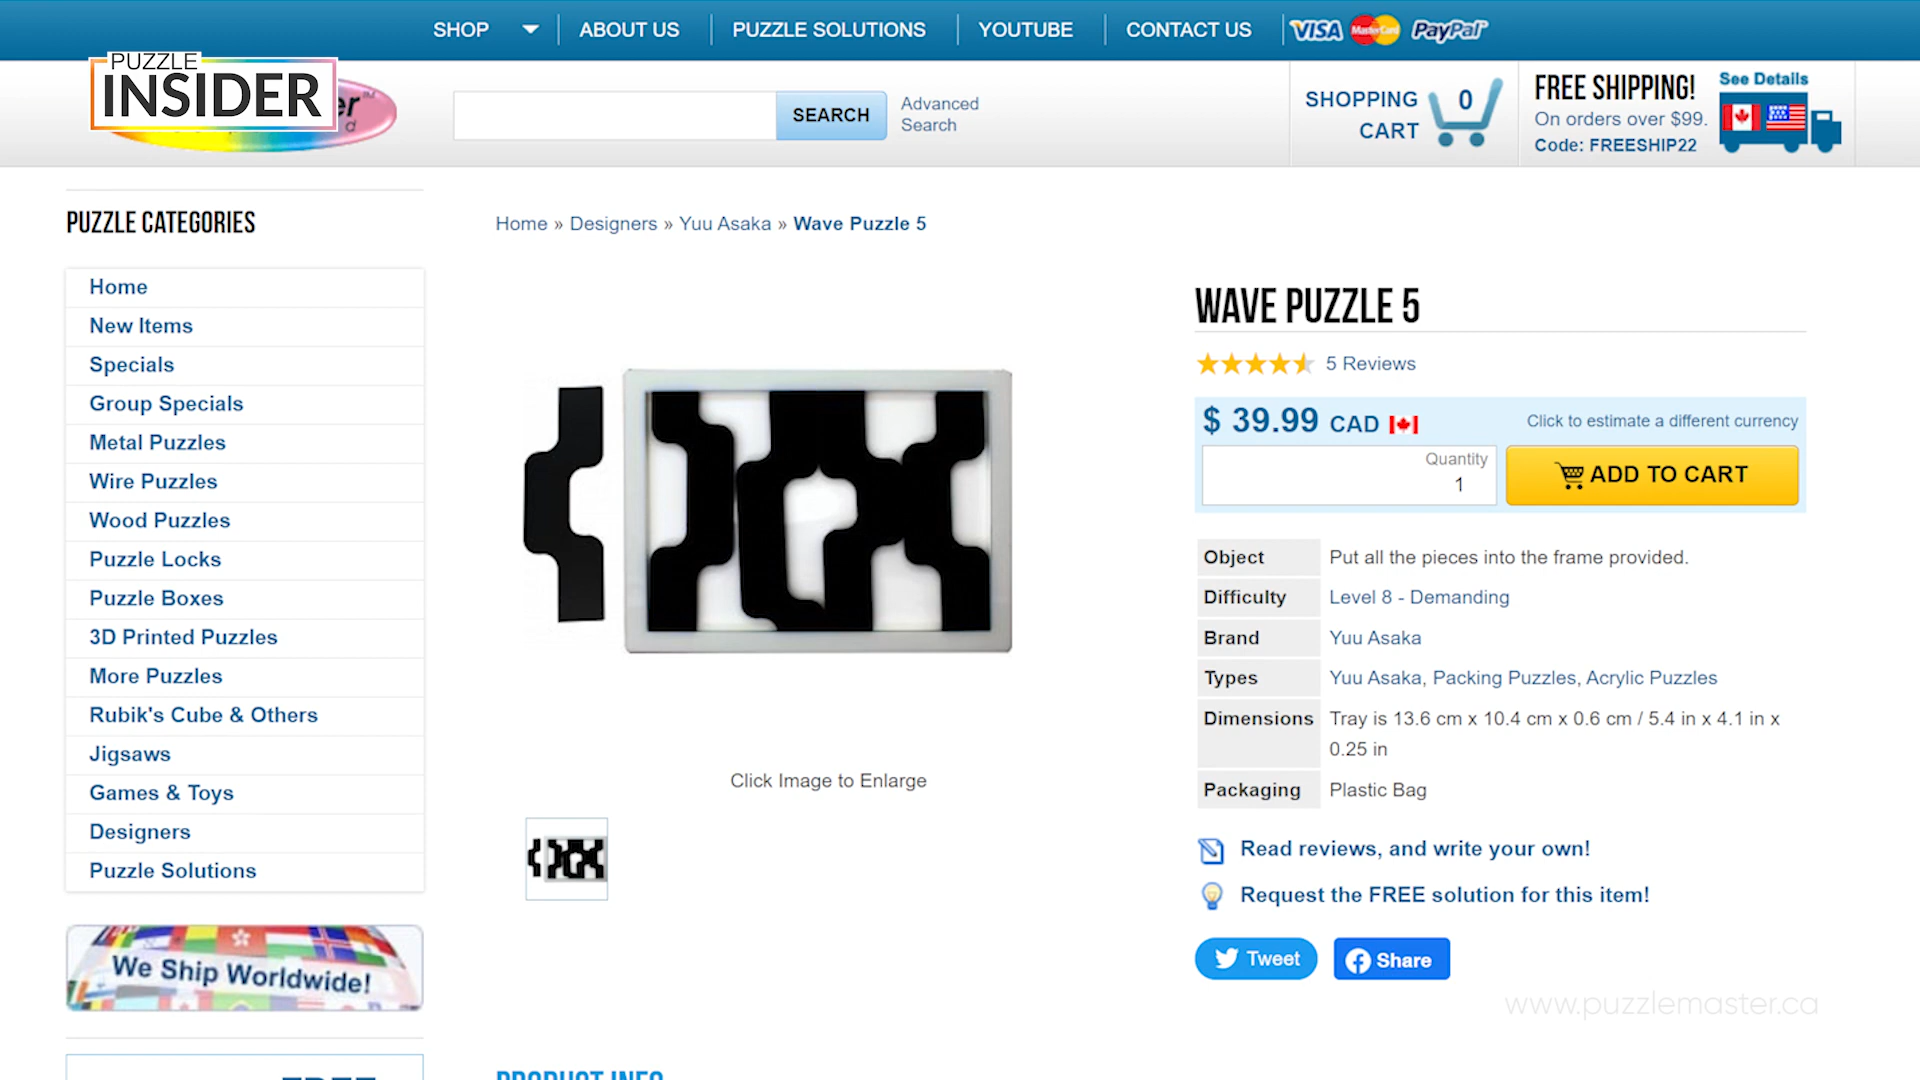 SHOP
ABOUT US
PUZZLE SOLUTIONS
YOUTUBE
CONTACT US
VISA
MasterCard
PayPal
PUZZLE
INSIDER
SEARCH
Advanced
Search
SHOPPING
CART
0
FREE SHIPPING!
On orders over $99.
Code: FREESHIP22
See Details
PUZZLE CATEGORIES
Home
New Items
Specials
Group Specials
Metal Puzzles
Wire Puzzles
Wood Puzzles
Puzzle Locks
Puzzle Boxes
3D Printed Puzzles
More Puzzles
Rubik's Cube & Others
Jigsaws
Games & Toys
Designers
Puzzle Solutions
We Ship Worldwide!
Home » Designers » Yuu Asaka » Wave Puzzle 5
Click Image to Enlarge
WAVE PUZZLE 5
5 Reviews
$ 39.99 CAD
Click to estimate a different currency
Quantity
1
ADD TO CART
Object Put all the pieces into the frame provided.
Difficulty Level 8 - Demanding
Brand Yuu Asaka
Types Yuu Asaka, Packing Puzzles, Acrylic Puzzles
Dimensions Tray is 13.6 cm x 10.4 cm x 0.6 cm / 5.4 in x 4.1 in x
0.25 in
Packaging Plastic Bag
Read reviews, and write your own!
Request the FREE solution for this item!
Tweet
Share
www.puzzlemaster.ca
PRODUCT INFO